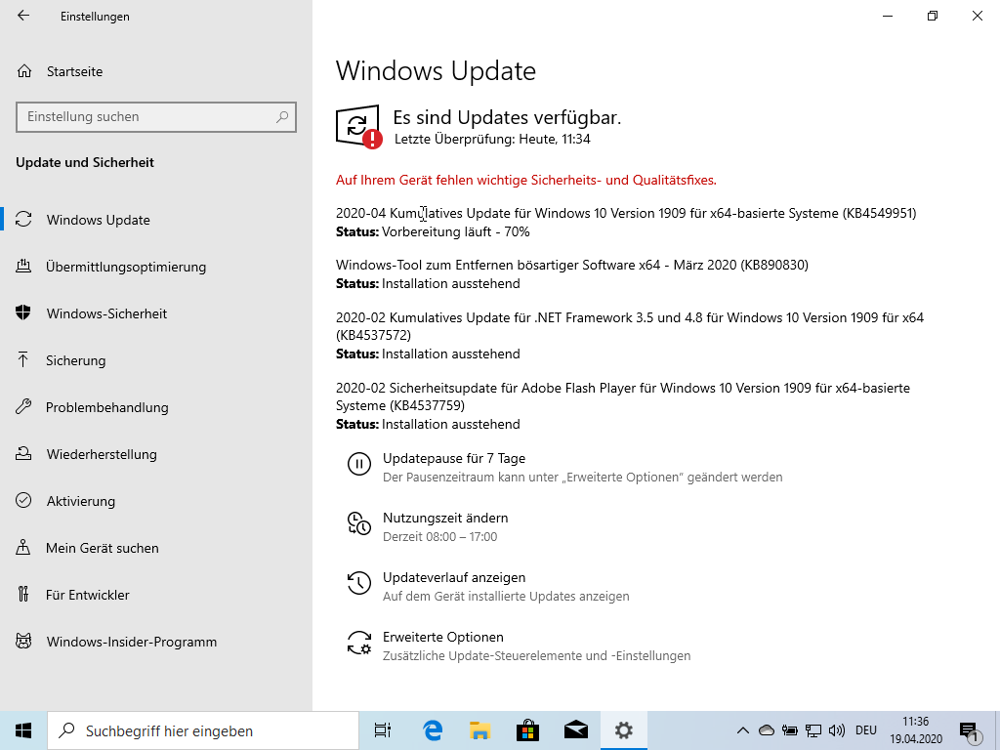 Einstellungen
Startseite
Einstellung suchen
Update und Sicherheit
Windows Update
Übermittlungsoptimierung
Windows-Sicherheit
Sicherung
Problembehandlung
Wiederherstellung
Aktivierung
Mein Gerät suchen
Für Entwickler
Windows-Insider-Programm
Windows Update
Es sind Updates verfügbar.
Letzte Überprüfung: Heute, 11:34
Auf Ihrem Gerät fehlen wichtige Sicherheits- und Qualitätsfixes.
2020-04 Kumulatives Update für Windows 10 Version 1909 für x64-basierte Systeme (KB4549951)
Status: Vorbereitung läuft - 70%
Windows-Tool zum Entfernen bösartiger Software x64 - März 2020 (KB890830)
Status: Installation ausstehend
2020-02 Kumulatives Update für .NET Framework 3.5 und 4.8 für Windows 10 Version 1909 für x64
(KB4537572)
Status: Installation ausstehend
2020-02 Sicherheitsupdate für Adobe Flash Player für Windows 10 Version 1909 für x64-basierte
Systeme (KB4537759)
Status: Installation ausstehend
Updatepause für 7 Tage
Der Pausenzeitraum kann unter „Erweiterte Optionen“ geändert werden
Nutzungszeit ändern
Derzeit 08:00 – 17:00
Updateverlauf anzeigen
Auf dem Gerät installierte Updates anzeigen
Erweiterte Optionen
Zusätzliche Update-Steuerelemente und -Einstellungen
Suchbegriff hier eingeben
DEU
11:36
19.04.2020
1